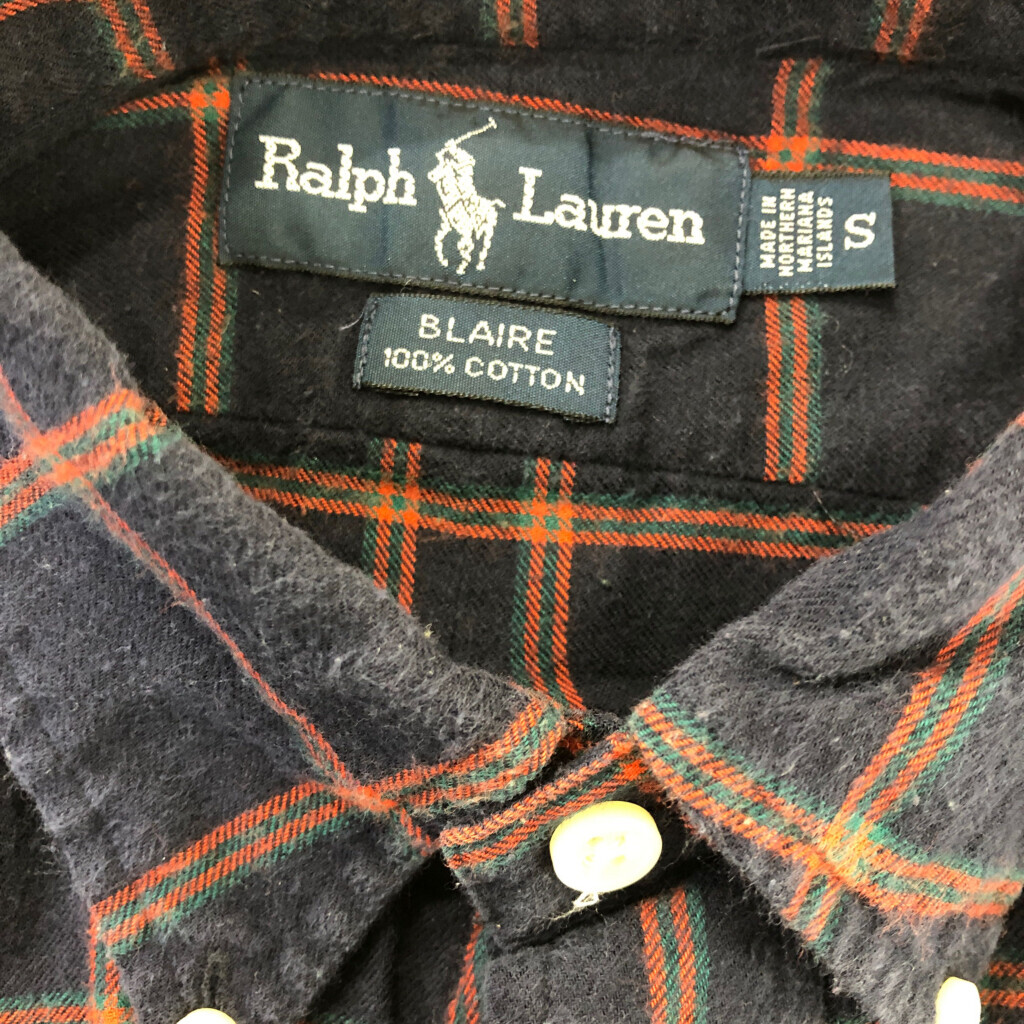 Ralph Lauren
MADE IN
NORTHERN
MARIANA
ISLANDS
S
BLAIRE
100% COTTON